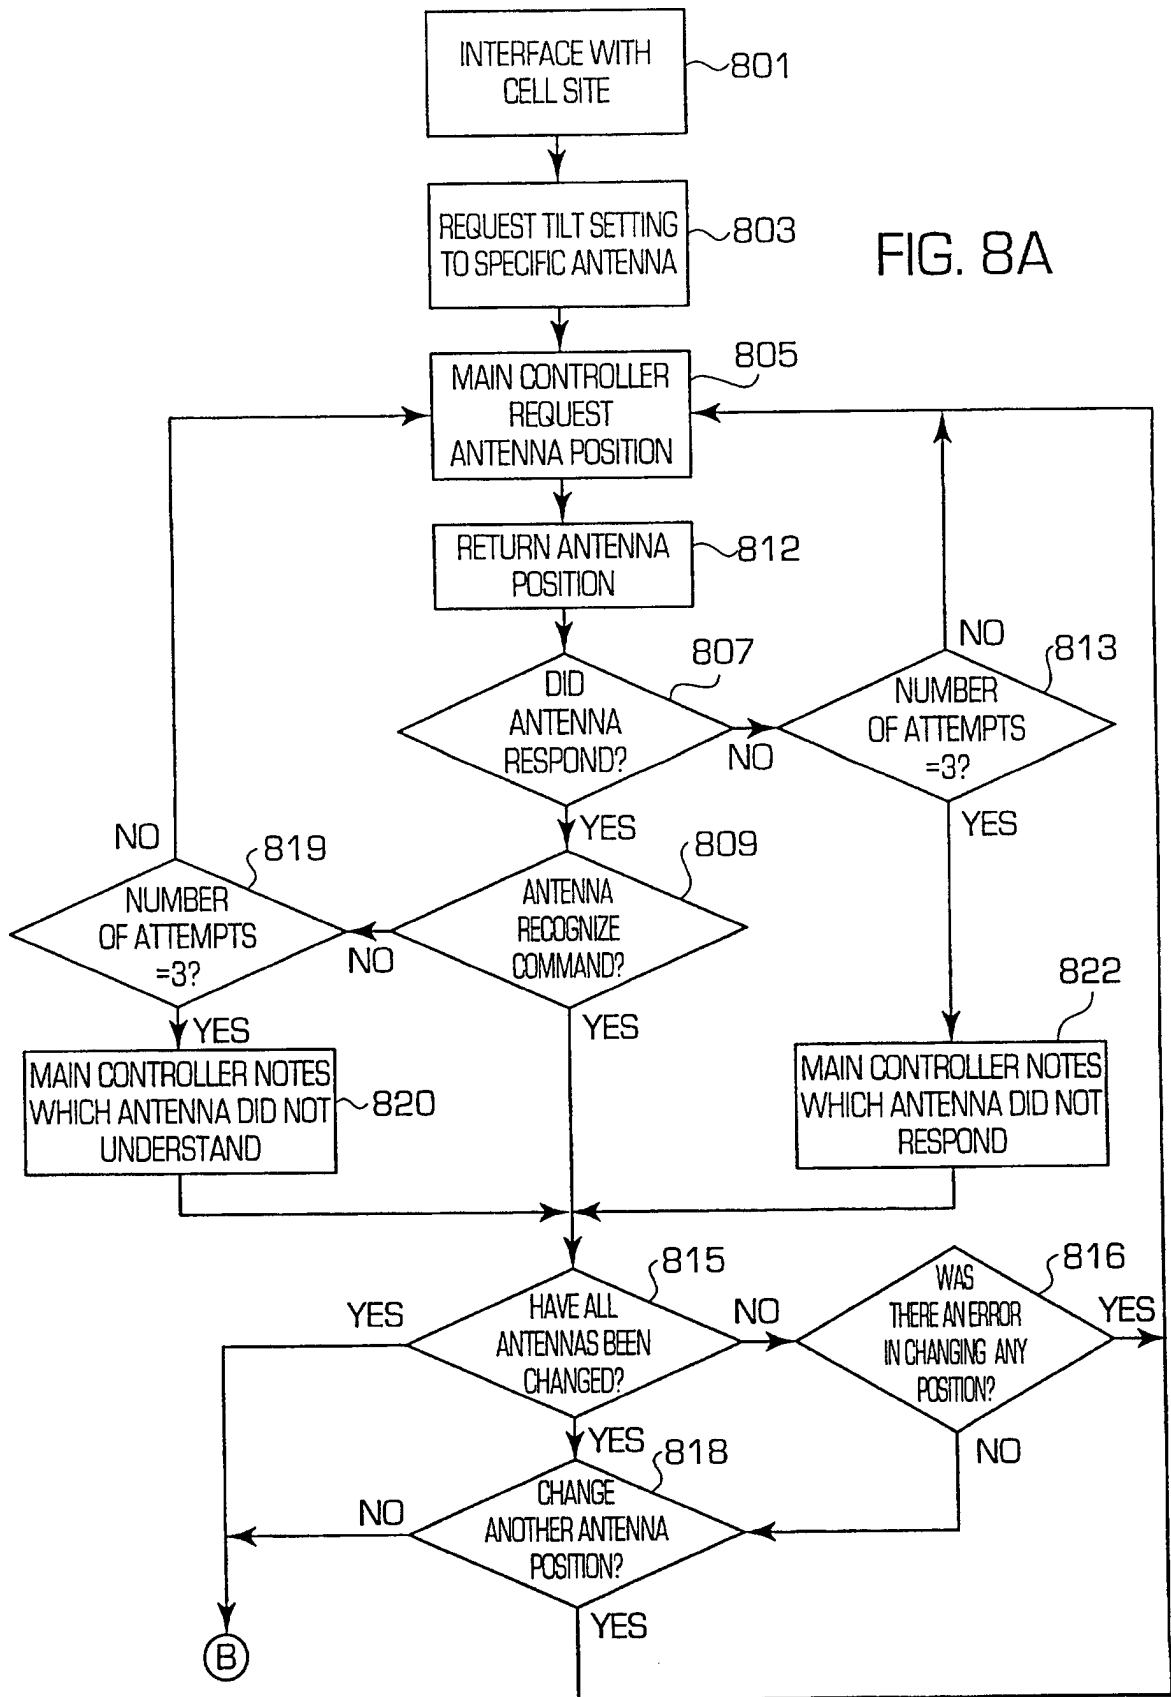 INTERFACE WITH
CELL SITE
801
REQUEST TILT SETTING
TO SPECIFIC ANTENNA
803
FIG. 8A
MAIN CONTROLLER
REQUEST
ANTENNA POSITION
805
RETURN ANTENNA
POSITION
812
DID
ANTENNA
RESPOND?
807
NO
NO
813
NUMBER
OF ATTEMPTS
=3?
YES
YES
NO
819
NUMBER
OF ATTEMPTS
=3?
NO
809
ANTENNA
RECOGNIZE
COMMAND?
YES
YES
MAIN CONTROLLER NOTES
WHICH ANTENNA DID NOT
UNDERSTAND
820
822
MAIN CONTROLLER NOTES
WHICH ANTENNA DID NOT
RESPOND
815
YES
HAVE ALL
ANTENNAS BEEN
CHANGED?
NO
816
WAS
THERE AN ERROR
IN CHANGING ANY
POSITION?
YES
YES
NO
818
NO
CHANGE
ANOTHER ANTENNA
POSITION?
YES
B